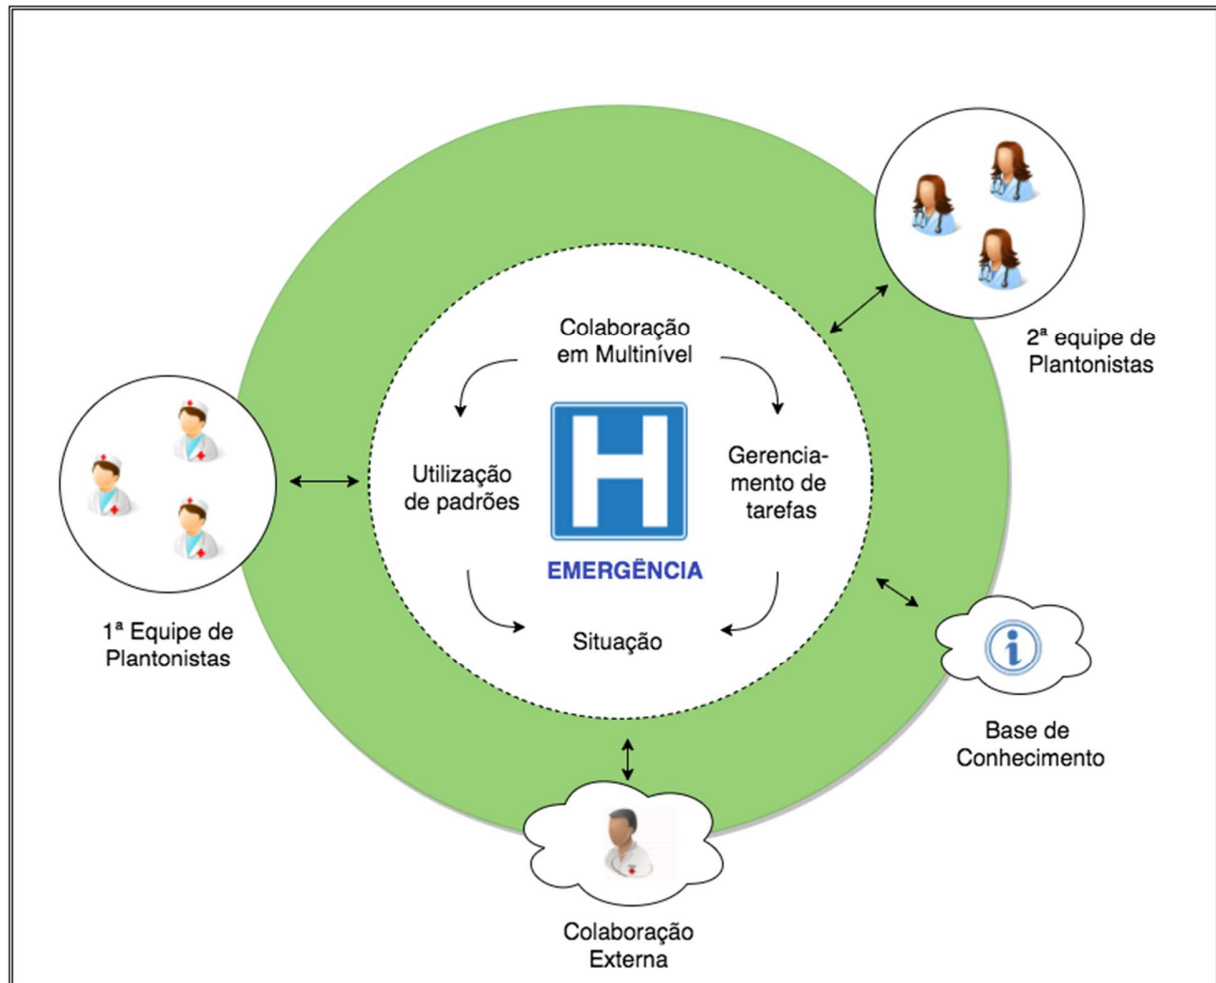 Colaboração
em Multinível
2ª equipe de
Plantonistas
Utilização
de padrões
H
Gerencia-
mento de
tarefas
EMERGÊNCIA
Situação
1ª Equipe de
Plantonistas
i
Base de
Conhecimento
Colaboração
Externa